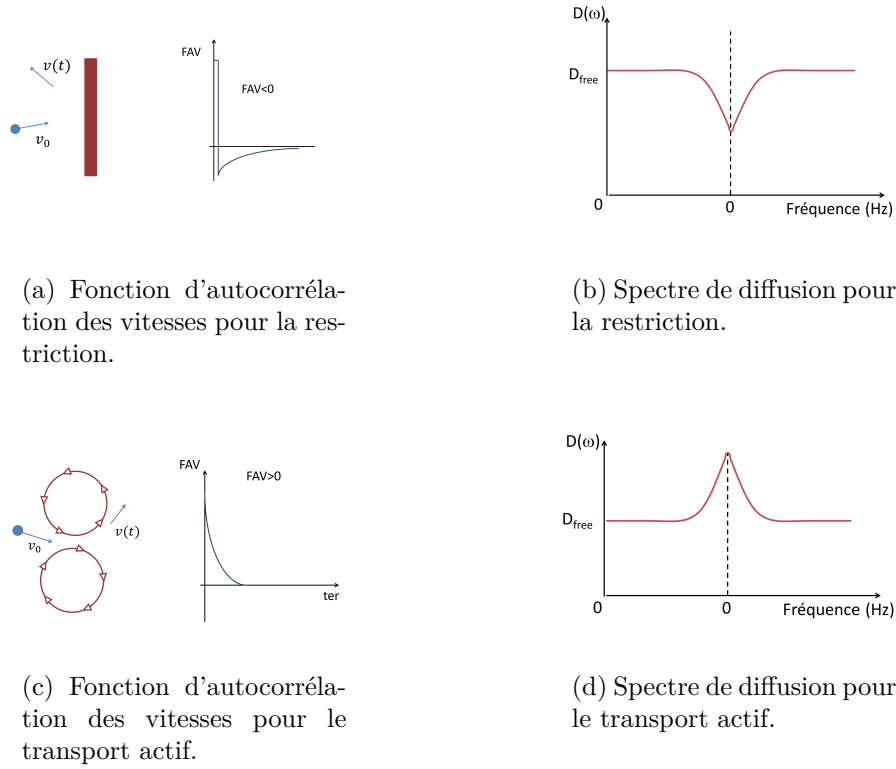 v(t)
v₀
FAV
FAV<0
D(ω)
D_free
0
0
Fréquence (Hz)
(a) Fonction d'autocorréla-
tion des vitesses pour la res-
triction.
(b) Spectre de diffusion pour
la restriction.
v₀
v(t)
FAV
FAV>0
ter
D(ω)
D_free
0
0
Fréquence (Hz)
(c) Fonction d'autocorréla-
tion des vitesses pour le
transport actif.
(d) Spectre de diffusion pour
le transport actif.